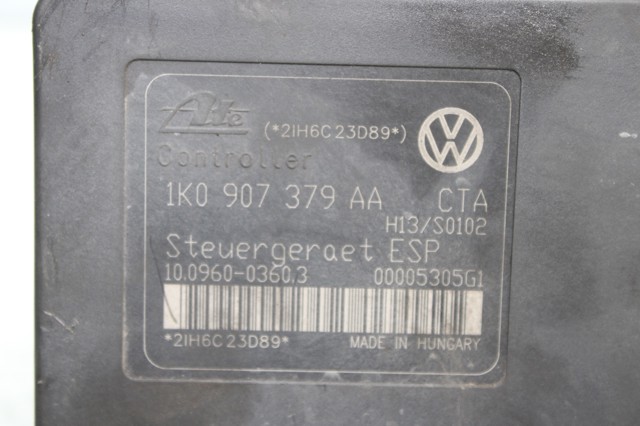 Ate (*2IH6C23D89*)
Controller
1K0 907 379 AA CTA
H13/S0102
Steuergeraet ESP
10.0960-0360.3 00005305G1
*2IH6C23D89* MADE IN HUNGARY